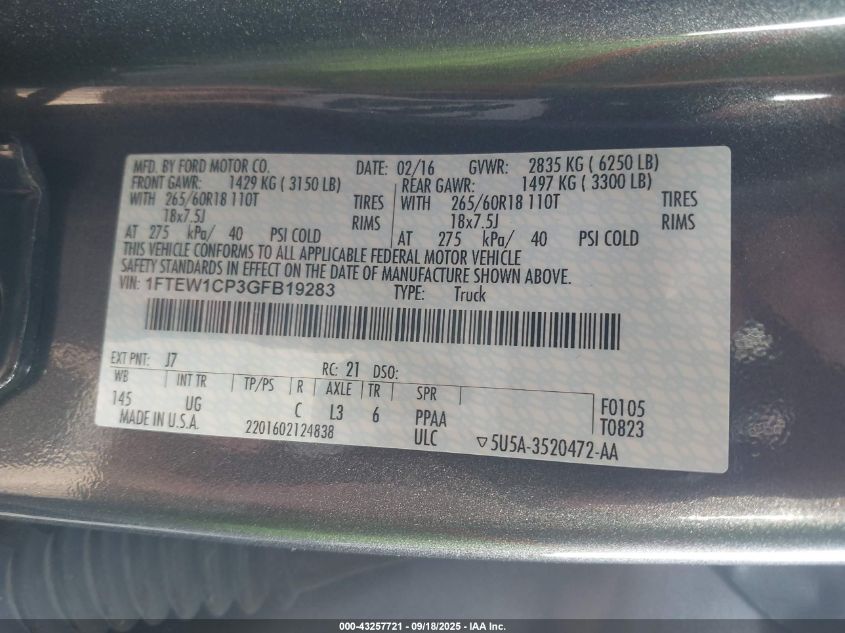 MFD. BY FORD MOTOR CO. DATE: 02/16 GVWR: 2835 KG ( 6250 LB)
FRONT GAWR: 1429 KG ( 3150 LB) REAR GAWR: 1497 KG ( 3300 LB)
WITH 265/60R18 110T TIRES WITH 265/60R18 110T TIRES
18x7.5J RIMS 18x7.5J RIMS
AT 275 kPa/ 40 PSI COLD AT 275 kPa/ 40 PSI COLD
THIS VEHICLE CONFORMS TO ALL APPLICABLE FEDERAL MOTOR VEHICLE
SAFETY STANDARDS IN EFFECT ON THE DATE OF MANUFACTURE SHOWN ABOVE.
VIN: 1FTEW1CP3GFB19283 TYPE: Truck
EXT PNT: J7 RC: 21 DSO:
WB INT TR TP/PS R AXLE TR SPR
145 UG C L3 6 PPAA F0105
MADE IN U.S.A. 2201602124838 ULC T0823
▽5U5A-3520472-AA
000-43257721 - 09/18/2025 - IAA Inc.